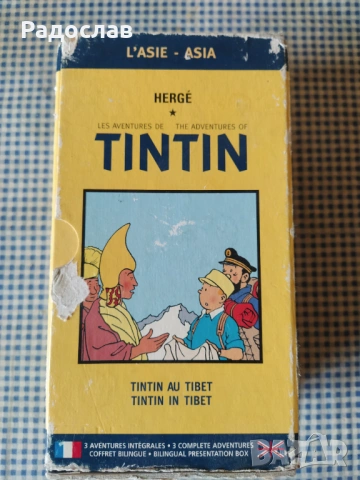 Радослав
L'ASIE - ASIA
HERGÉ
LES AVENTURES DE THE ADVENTURES OF
TINTIN
TINTIN AU TIBET
TINTIN IN TIBET
3 AVENTURES INTÉGRALES • 3 COMPLETE ADVENTURES
COFFRET BILINGUE • BILINGUAL PRESENTATION BOX
bazar